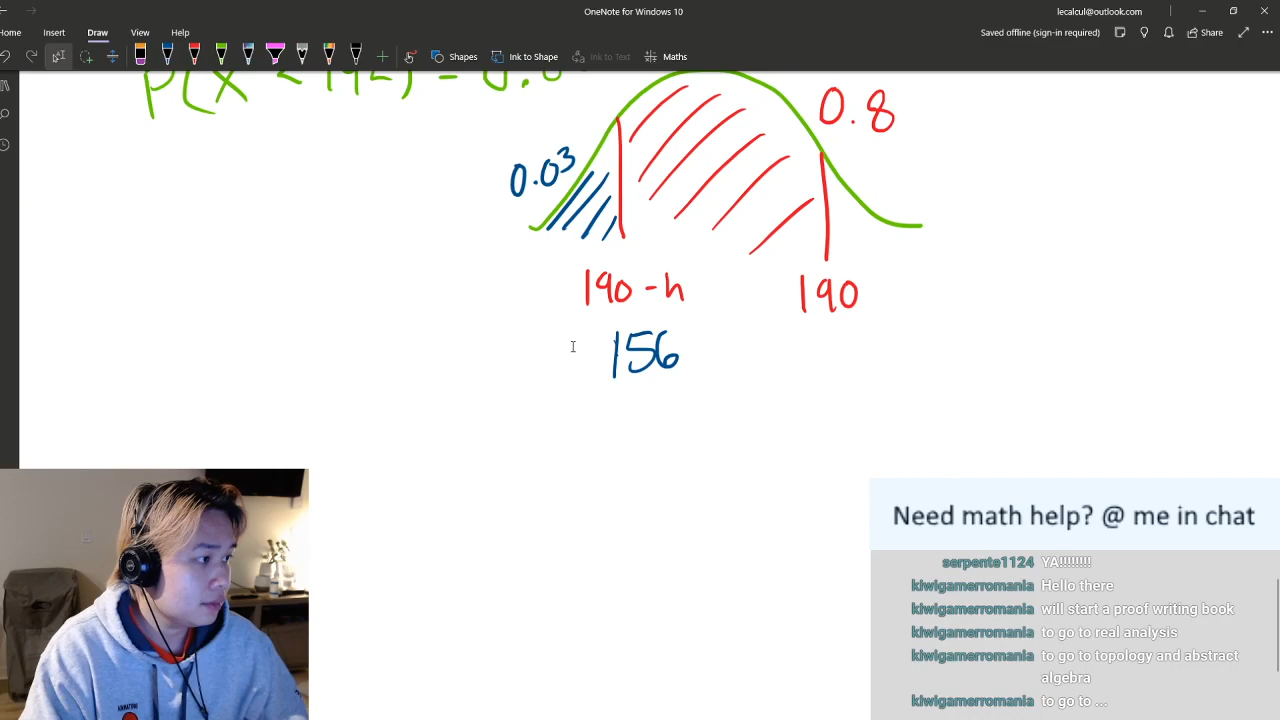 OneNote for Windows 10
lecalcul@outlook.com
Home Insert Draw View Help
Saved offline (sign-in required)
Share
Shapes Ink to Shape Ink to Text Maths
0.8
0.03
190 - h 190
156
Need math help? @ me in chat
serpente1124 YA!!!!!!!!
kiwigamerromania Hello there
kiwigamerromania will start a proof writing book
kiwigamerromania to go to real analysis
kiwigamerromania to go to topology and abstract
algebra
kiwigamerromania to go to ...